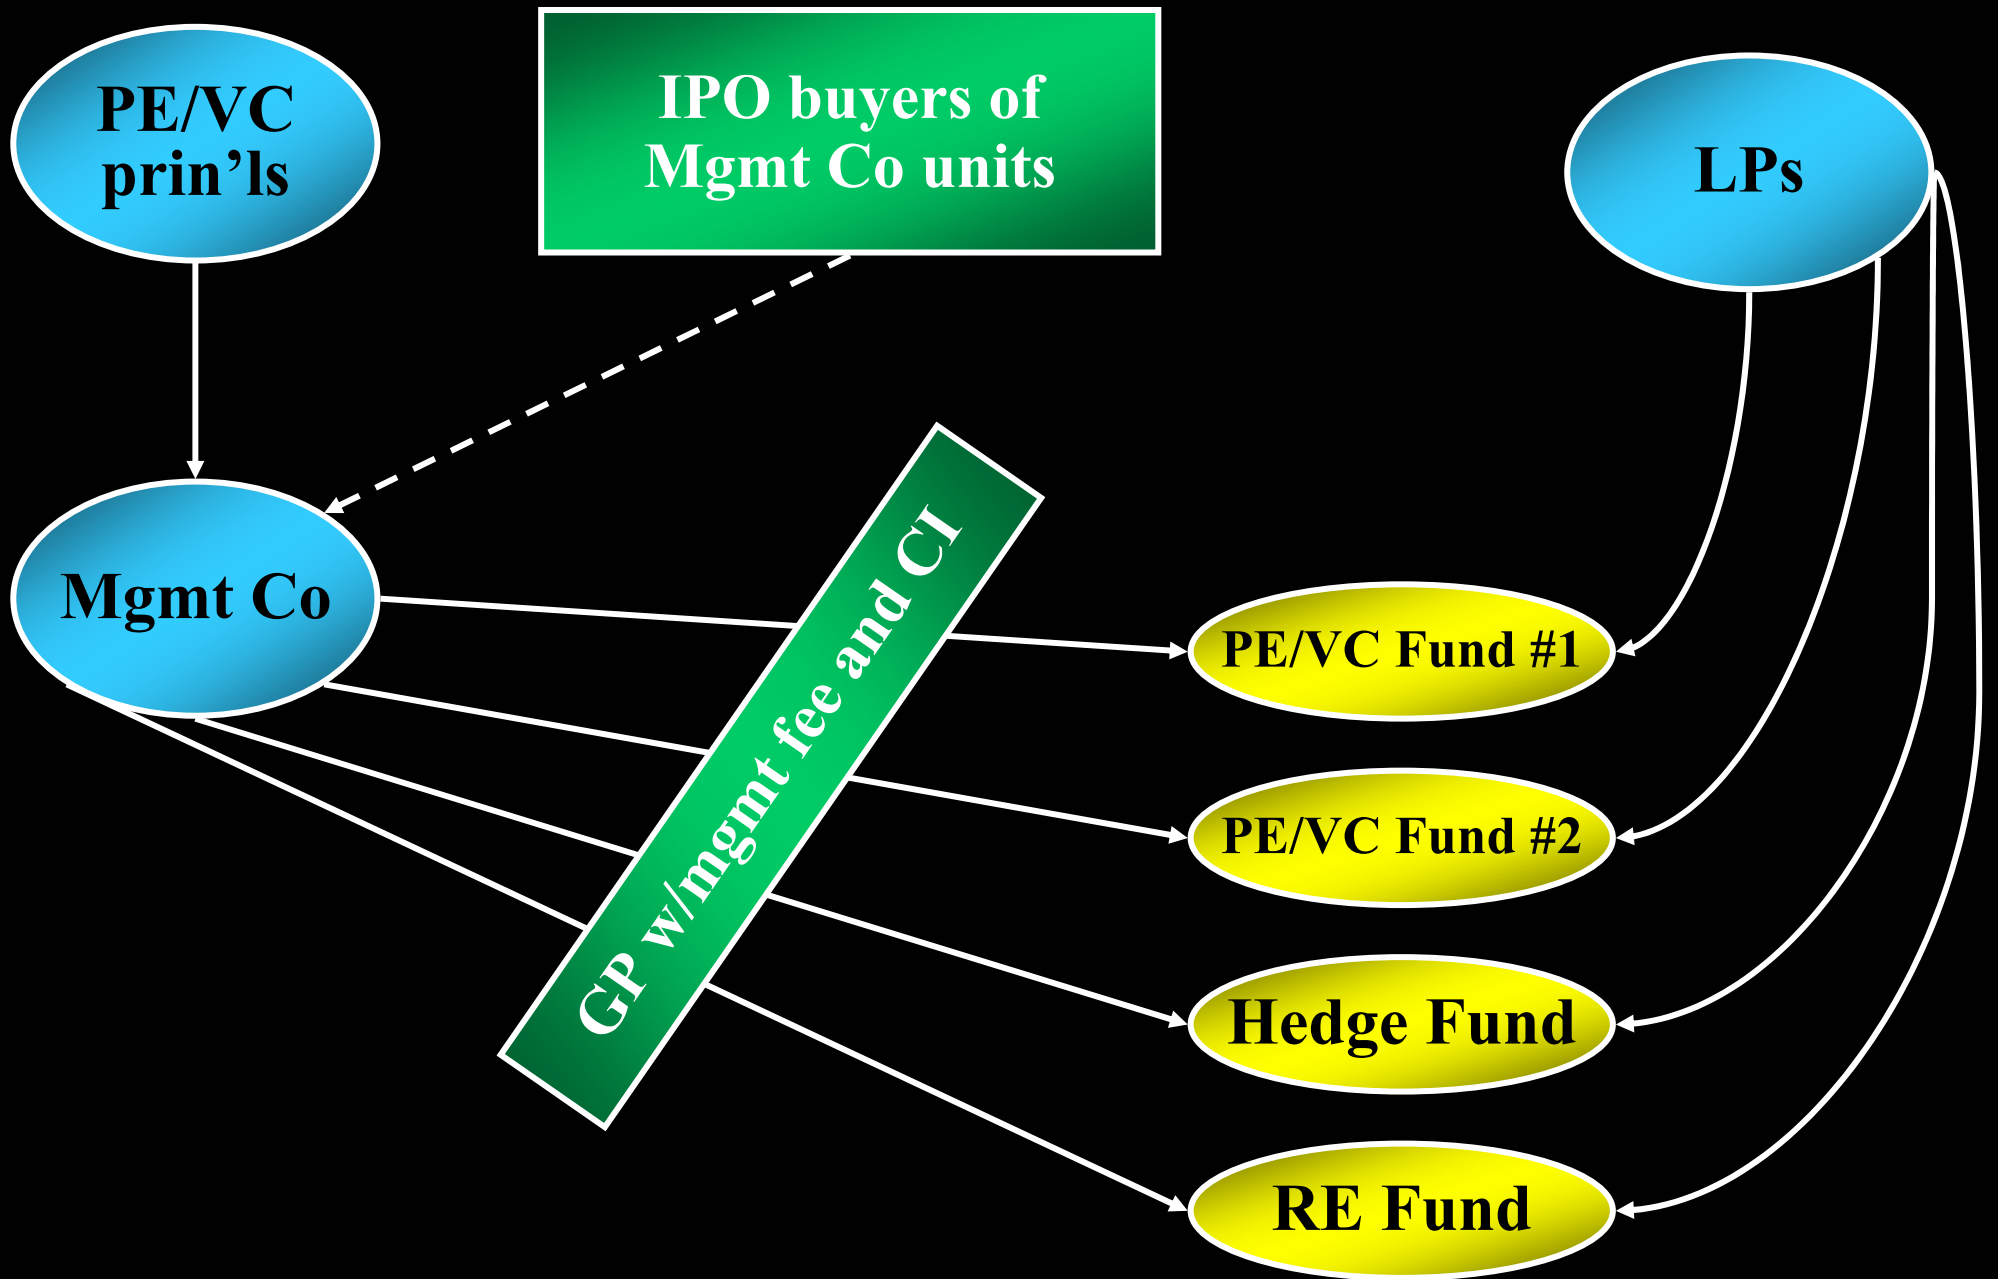 PE/VC
prin’ls
IPO buyers of
Mgmt Co units
LPs
Mgmt Co
GP w/mgmt fee and CI
PE/VC Fund #1
PE/VC Fund #2
Hedge Fund
RE Fund